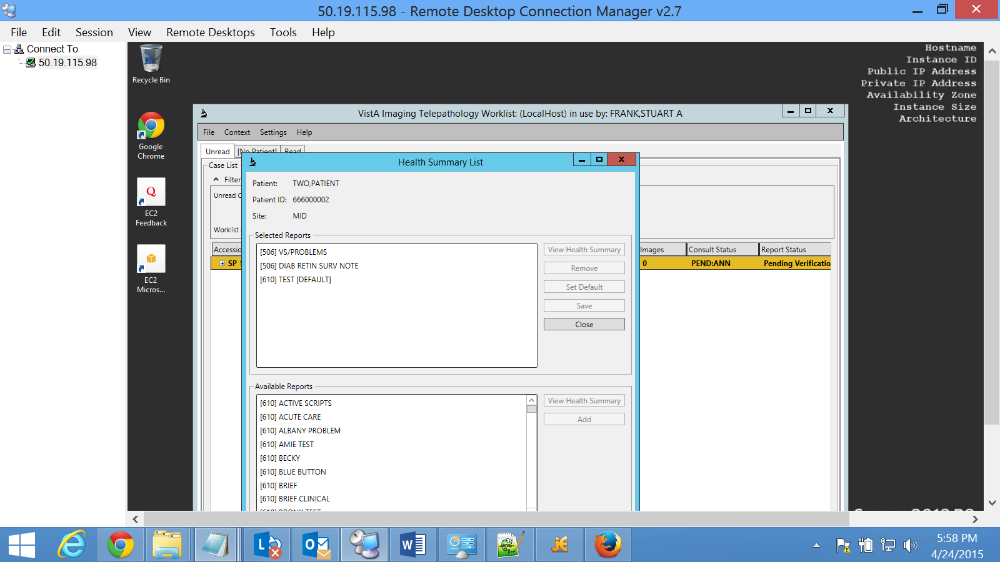 50.19.115.98 - Remote Desktop Connection Manager v2.7
File Edit Session View Remote Desktops Tools Help
Connect To
50.19.115.98
Recycle Bin
Google Chrome
EC2 Feedback
EC2 Micros...
Hostname
Instance ID
Public IP Address
Private IP Address
Availability Zone
Instance Size
Architecture
VistA Imaging Telepathology Worklist: (LocalHost) in use by: FRANK,STUART A
File Context Settings Help
Unread [No Patient] Read
Case List
Filter
Unread
Worklist
Accessio Images Consult Status Report Status
SP 0 PEND:ANN Pending Verificatio
Health Summary List
Patient: TWO,PATIENT
Patient ID: 666000002
Site: MID
Selected Reports
[506] VS/PROBLEMS
[506] DIAB RETIN SURV NOTE
[610] TEST [DEFAULT]
View Health Summary
Remove
Set Default
Save
Close
Available Reports
[610] ACTIVE SCRIPTS
[610] ACUTE CARE
[610] ALBANY PROBLEM
[610] AMIE TEST
[610] BECKY
[610] BLUE BUTTON
[610] BRIEF
[610] BRIEF CLINICAL
View Health Summary
Add
5:58 PM
4/24/2015